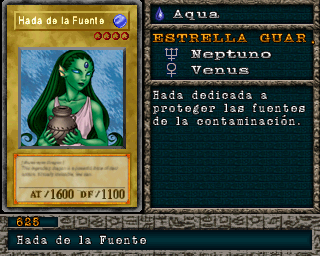 Hada de la Fuente
AT/1600 DF/1100
Aqua
ESTRELLA GUAR.
Neptuno
Venus
Hada dedicada a
proteger las fuentes
de la contaminación.
625
Hada de la Fuente